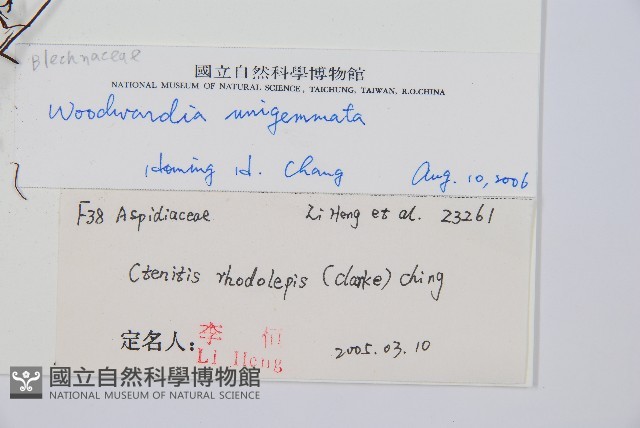 Blechnaceae
國立自然科學博物館
NATIONAL MUSEUM OF NATURAL SCIENCE, TAICHUNG, TAIWAN, R.O.CHINA
Woodwardia unigemmata
Homing H. Chang Aug. 10, 2006
F38 Aspidiaceae Li Heng et al. 23261
Ctenitis rhodolepis (Clarke) Ching
定名人: 李恒
Li Heng 2005.03.10
國立自然科學博物館
NATIONAL MUSEUM OF NATURAL SCIENCE